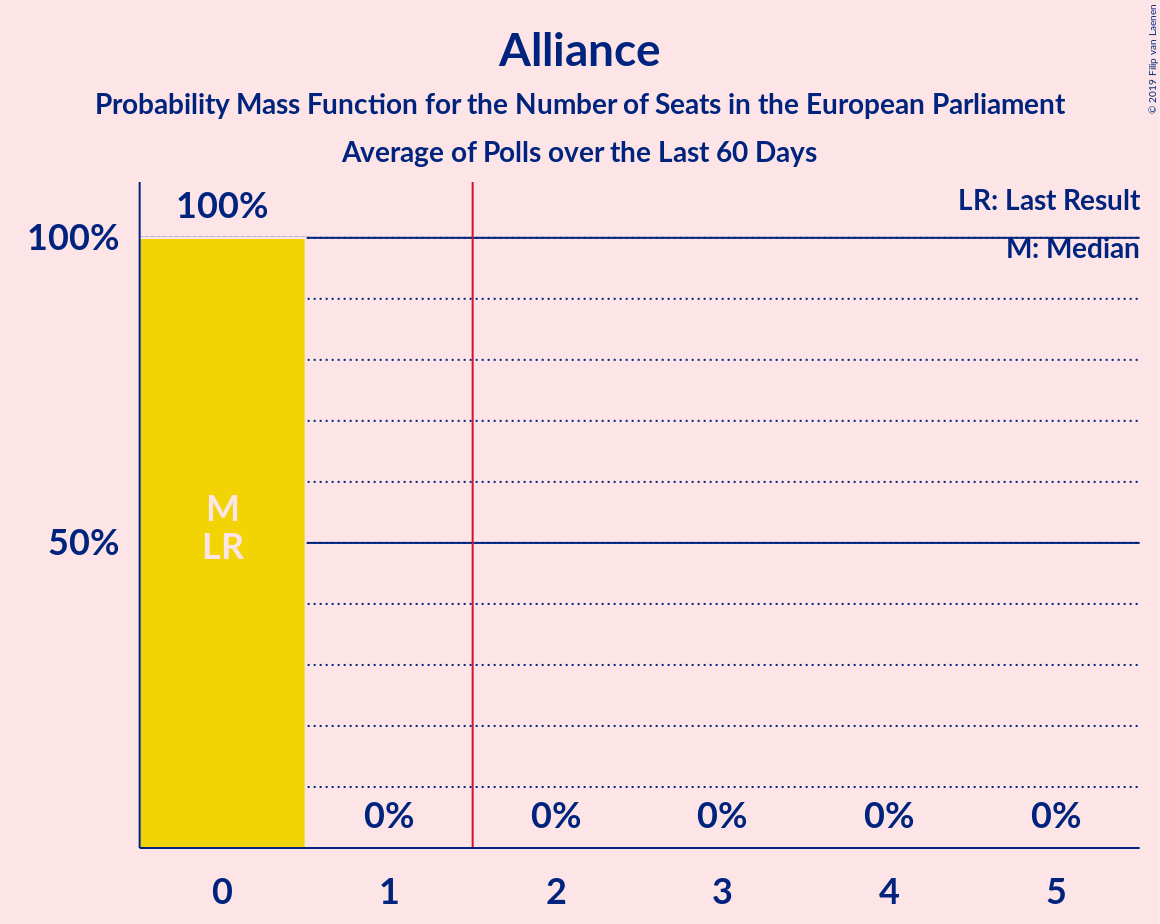 Alliance
Probability Mass Function for the Number of Seats in the European Parliament
Average of Polls over the Last 60 Days
© 2019 Filip van Laenen
LR: Last Result
M: Median
100%
100%
50%
M
LR
0% 0% 0% 0% 0%
0 1 2 3 4 5